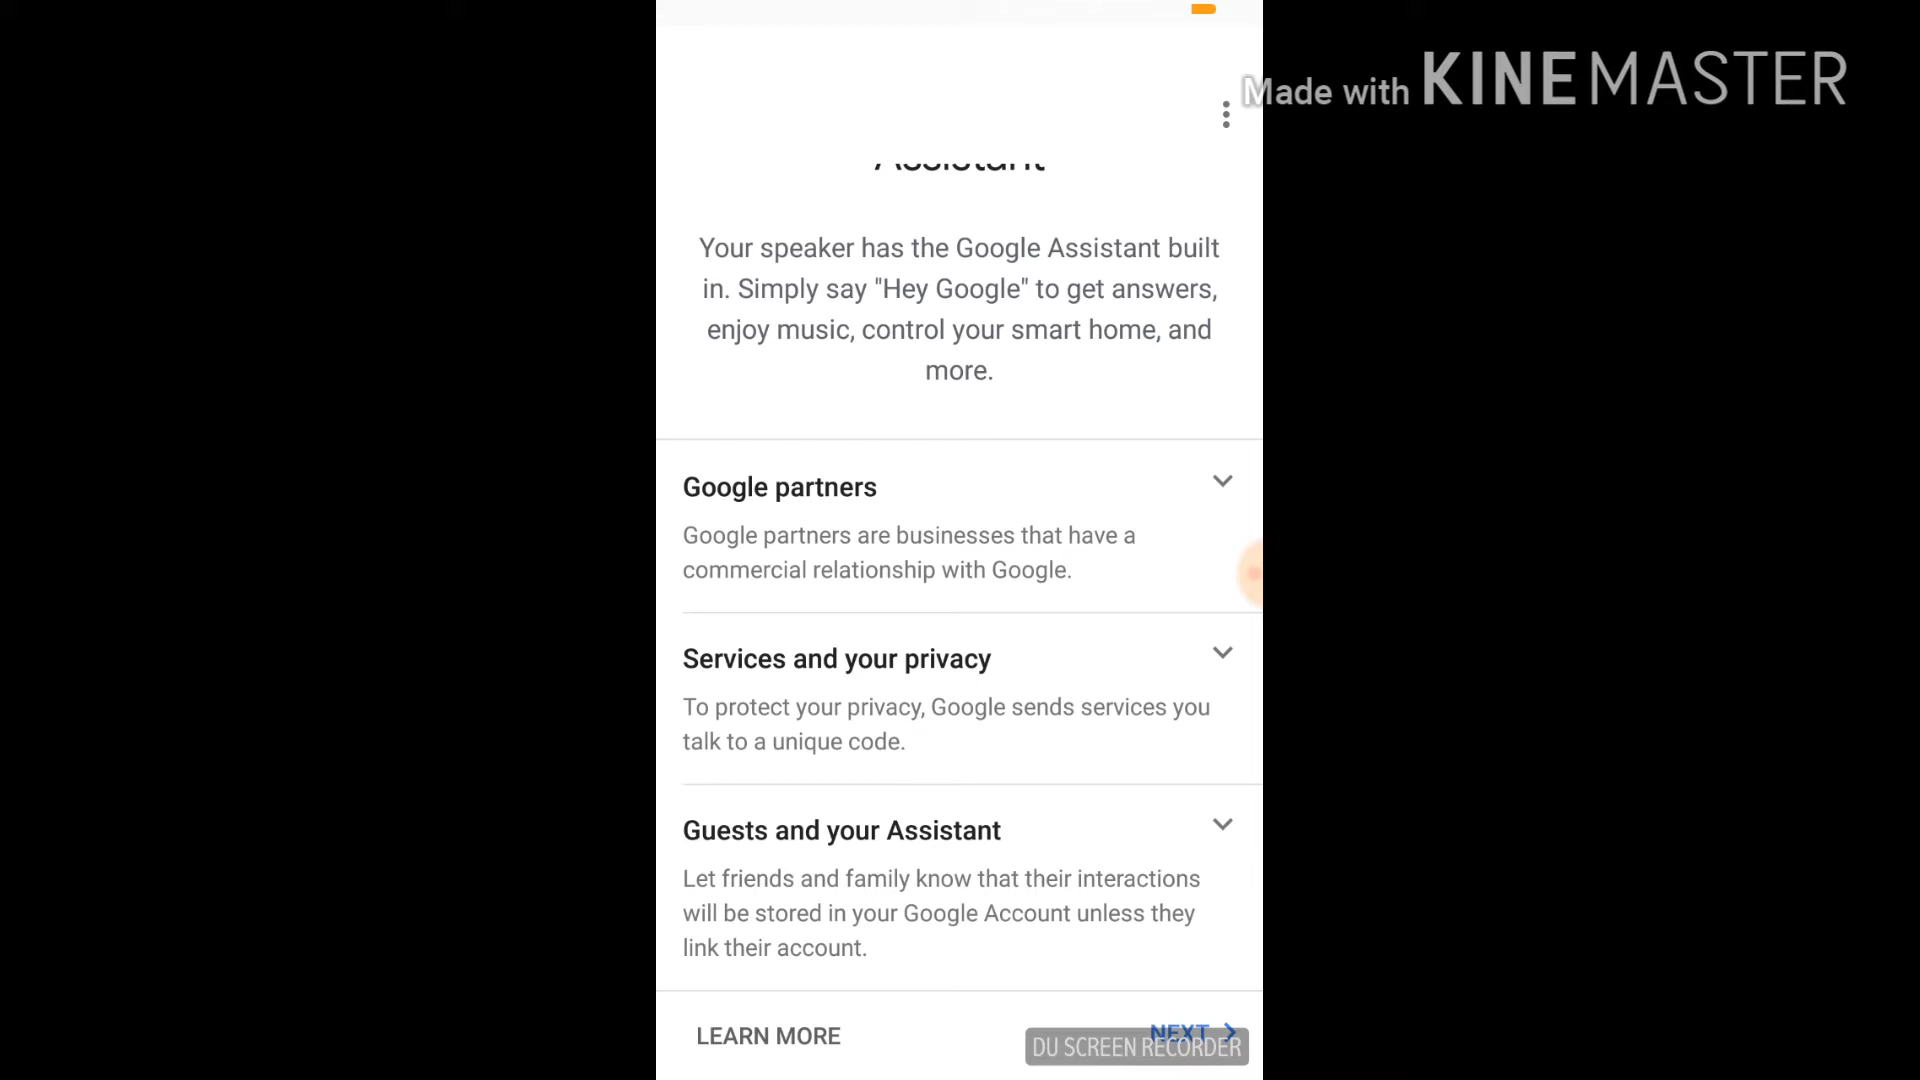 Made with KINEMASTER
Assistant
Your speaker has the Google Assistant built
in. Simply say "Hey Google" to get answers,
enjoy music, control your smart home, and
more.
Google partners
Google partners are businesses that have a
commercial relationship with Google.
Services and your privacy
To protect your privacy, Google sends services you
talk to a unique code.
Guests and your Assistant
Let friends and family know that their interactions
will be stored in your Google Account unless they
link their account.
LEARN MORE
NEXT
DU SCREEN RECORDER